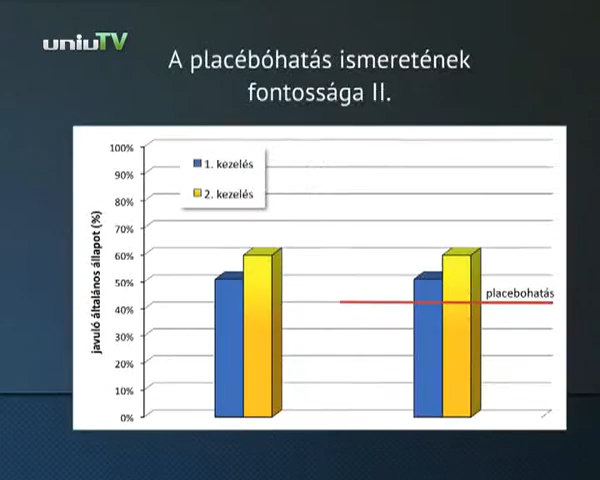 uniuTV
A placébóhatás ismeretének
fontossága II.
100%
90%
80%
70%
60%
50%
40%
30%
20%
10%
0%
javuló általános állapot (%)
1. kezelés
2. kezelés
placebohatás